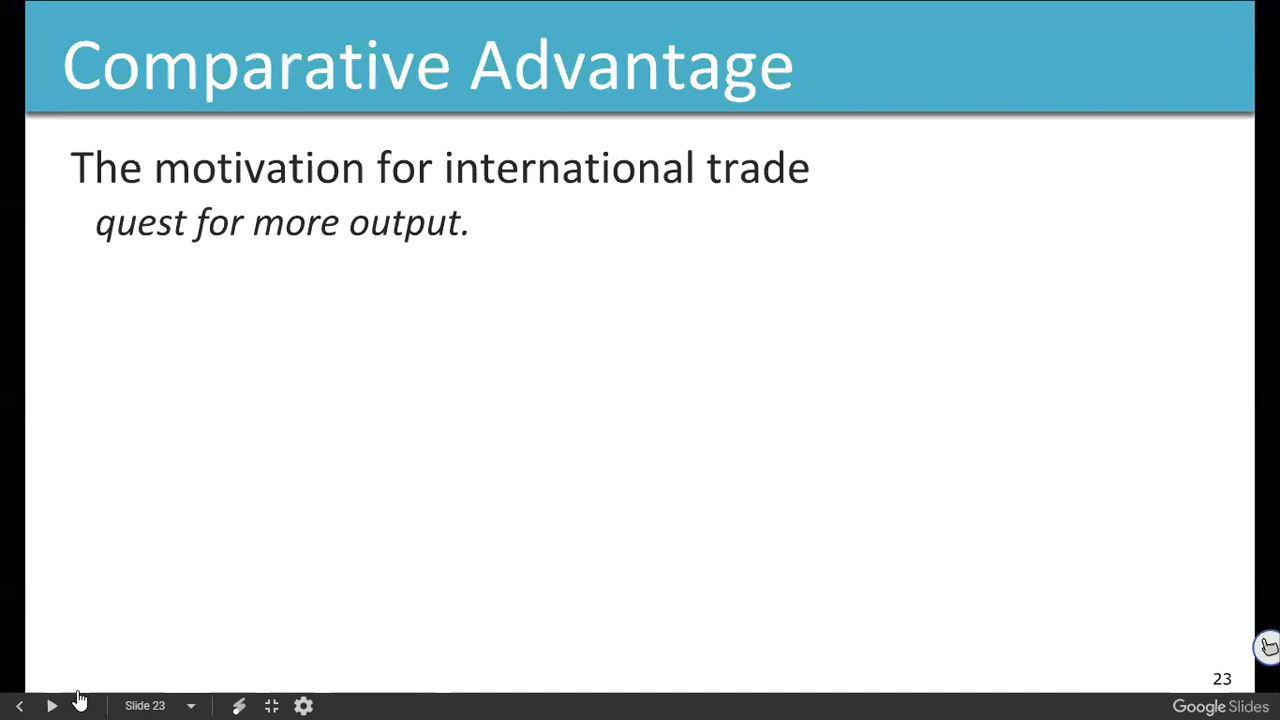 Comparative Advantage
The motivation for international trade
quest for more output.
23
Slide 23
Google Slides